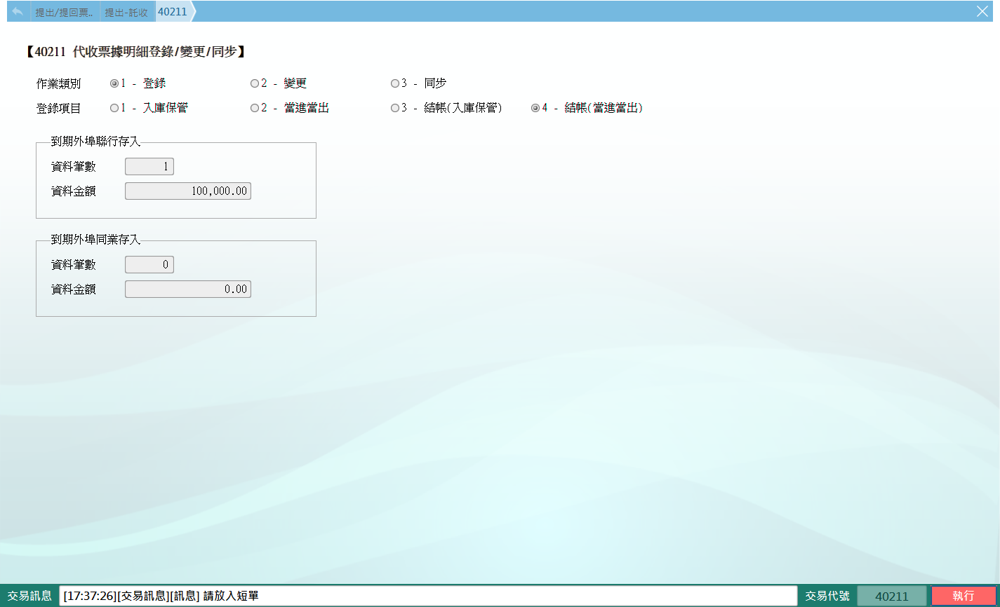 提出/提回票.. 提出-託收 40211
【40211 代收票據明細登錄/變更/同步】
作業類別 1 - 登錄 2 - 變更 3 - 同步
登錄項目 1 - 入庫保管 2 - 當進當出 3 - 結帳(入庫保管) 4 - 結帳(當進當出)
到期外埠聯行存入
資料筆數 1
資料金額 100,000.00
到期外埠同業存入
資料筆數 0
資料金額 0.00
交易訊息 [17:37:26][交易訊息][訊息] 請放入短單 交易代號 40211 執行